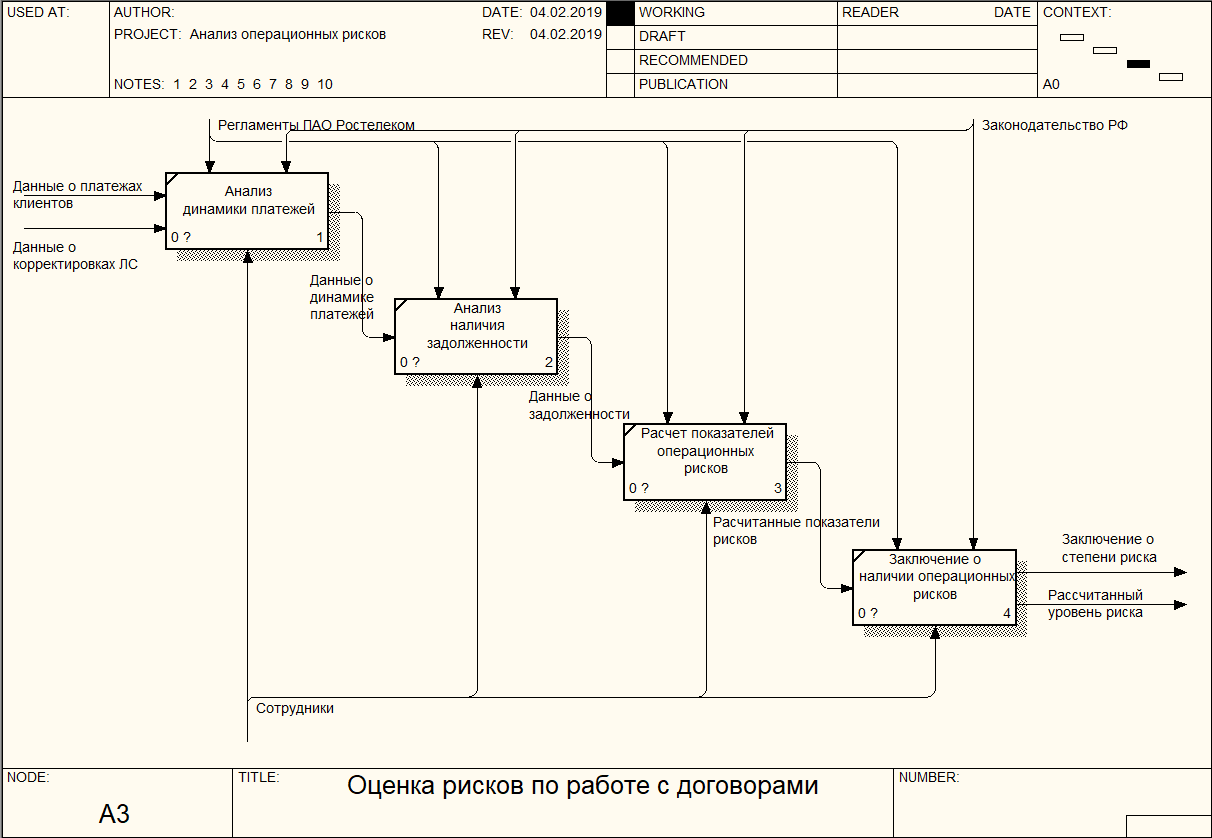 USED AT:
AUTHOR:
DATE: 04.02.2019
PROJECT: Анализ операционных рисков
REV: 04.02.2019
NOTES: 1 2 3 4 5 6 7 8 9 10
WORKING
DRAFT
RECOMMENDED
PUBLICATION
READER
DATE
CONTEXT:
A0
Регламенты ПАО Ростелеком
Законодательство РФ
Данные о платежах
клиентов
Данные о
корректировках ЛС
Анализ
динамики платежей
0 ?
1
Данные о
динамике
платежей
Анализ
наличия
задолженности
0 ?
2
Данные о
задолженности
Расчет показателей
операционных
рисков
0 ?
3
Расчитанные показатели
рисков
Заключение о
наличии операционных
рисков
0 ?
4
Заключение о
степени риска
Рассчитанный
уровень риска
Сотрудники
NODE:
A3
TITLE:
Оценка рисков по работе с договорами
NUMBER: